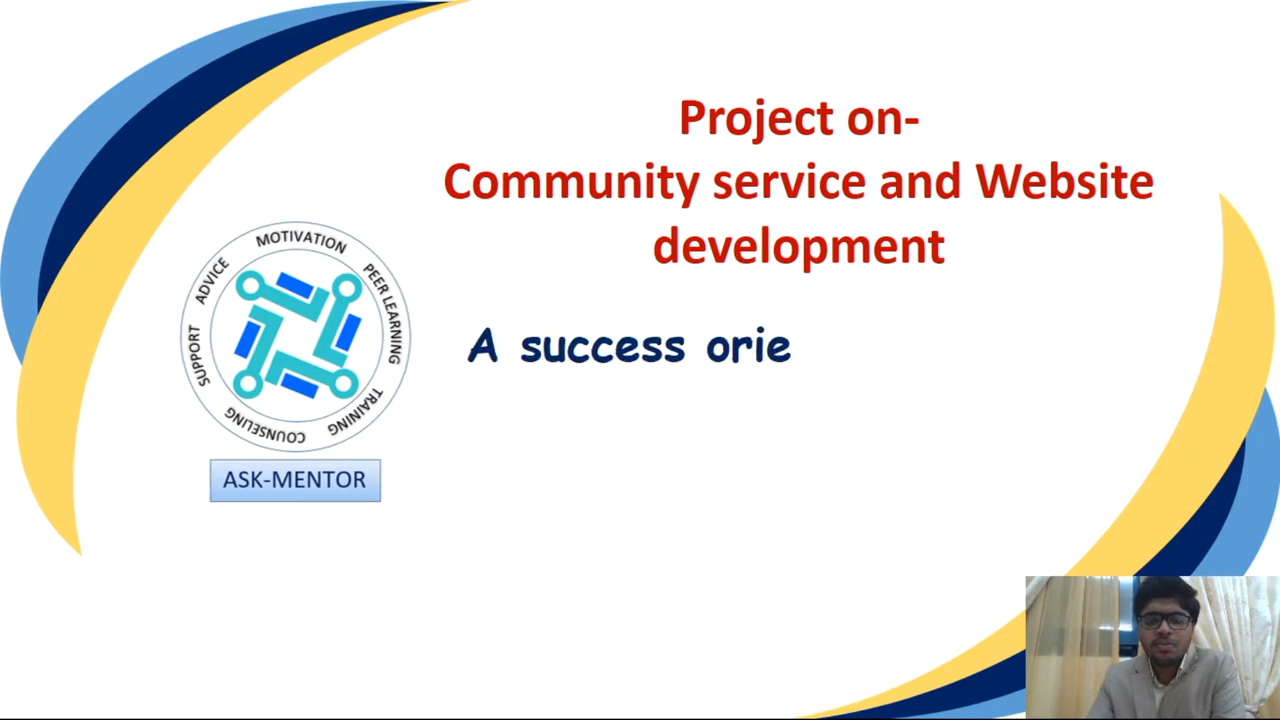 Project on-
Community service and Website
development
MOTIVATION
PEER LEARNING
TRAINING
COUNSELING
SUPPORT
ADVICE
A success orie
ASK-MENTOR